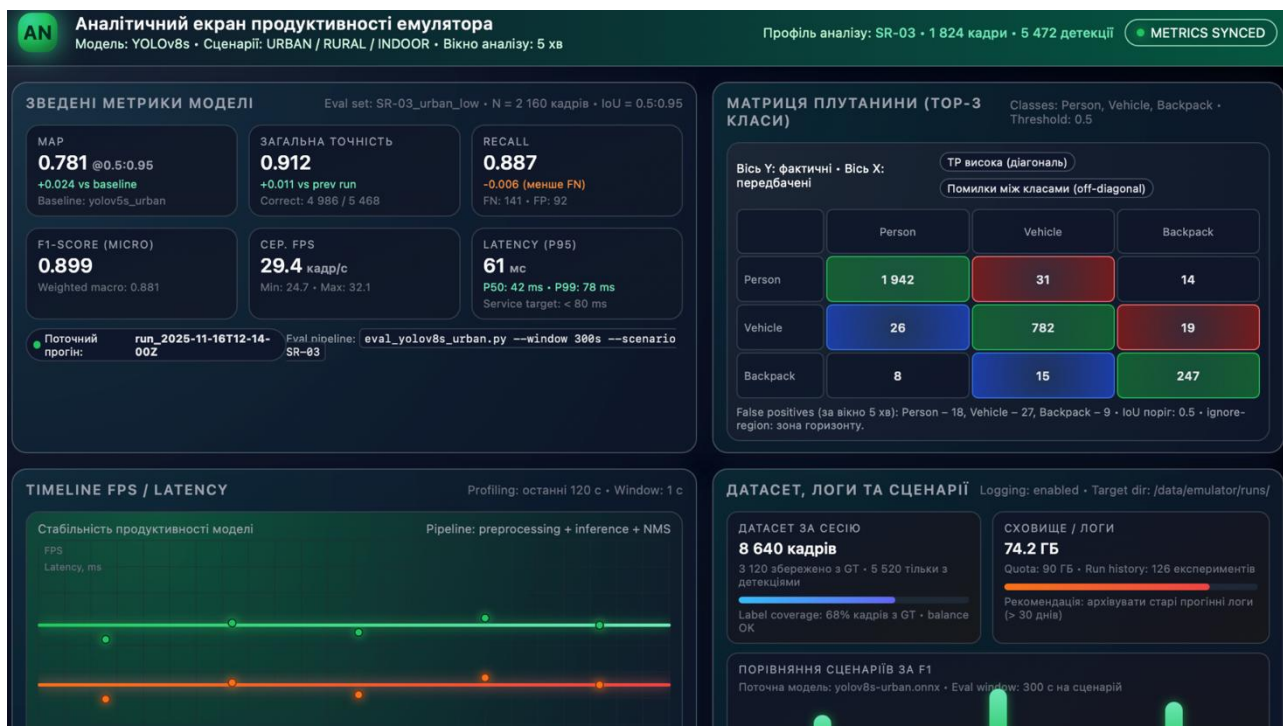 AN
Аналітичний екран продуктивності емулятора
Модель: YOLOv8s • Сценарії: URBAN / RURAL / INDOOR • Вікно аналізу: 5 хв
Профіль аналізу: SR-03 • 1 824 кадри • 5 472 детекції
METRICS SYNCED
ЗВЕДЕНІ МЕТРИКИ МОДЕЛІ
Eval set: SR-03_urban_low • N = 2 160 кадрів • IoU = 0.5:0.95
MAP
0.781 @0.5:0.95
+0.024 vs baseline
Baseline: yolov5s_urban
ЗАГАЛЬНА ТОЧНІСТЬ
0.912
+0.011 vs prev run
Correct: 4 986 / 5 468
RECALL
0.887
-0.006 (менше FN)
FN: 141 • FP: 92
F1-SCORE (MICRO)
0.899
Weighted macro: 0.881
СЕР. FPS
29.4 кадр/с
Min: 24.7 • Max: 32.1
LATENCY (P95)
61 мс
P50: 42 ms • P99: 78 ms
Service target: < 80 ms
Поточний прогін:
run_2025-11-16T12-14-00Z
Eval pipeline: eval_yolov8s_urban.py --window 300s --scenario
SR-03
МАТРИЦЯ ПЛУТАНИНИ (TOP-3
КЛАСИ)
Classes: Person, Vehicle, Backpack •
Threshold: 0.5
Вісь Y: фактичні • Вісь X:
передбачені
TP висока (діагональ)
Помилки між класами (off-diagonal)
Person Vehicle Backpack
Person 1 942 31 14
Vehicle 26 782 19
Backpack 8 15 247
False positives (за вікно 5 хв): Person – 18, Vehicle – 27, Backpack – 9 • IoU поріг: 0.5 • ignore-
region: зона горизонту.
TIMELINE FPS / LATENCY
Profiling: останні 120 с • Window: 1 с
Стабільність продуктивності моделі
Pipeline: preprocessing + inference + NMS
FPS
Latency, ms
ДАТАСЕТ, ЛОГИ ТА СЦЕНАРІЇ
Logging: enabled • Target dir: /data/emulator/runs/
ДАТАСЕТ ЗА СЕСІЮ
8 640 кадрів
3 120 збережено з GT • 5 520 тільки з
детекціями
Label coverage: 68% кадрів з GT • balance
OK
СХОВИЩЕ / ЛОГИ
74.2 ГБ
Quota: 90 ГБ • Run history: 126 експериментів
Рекомендація: архівувати старі прогінні логи
(> 30 днів)
ПОРІВНЯННЯ СЦЕНАРІЇВ ЗА F1
Поточна модель: yolov8s-urban.onnx • Eval window: 300 с на сценарій